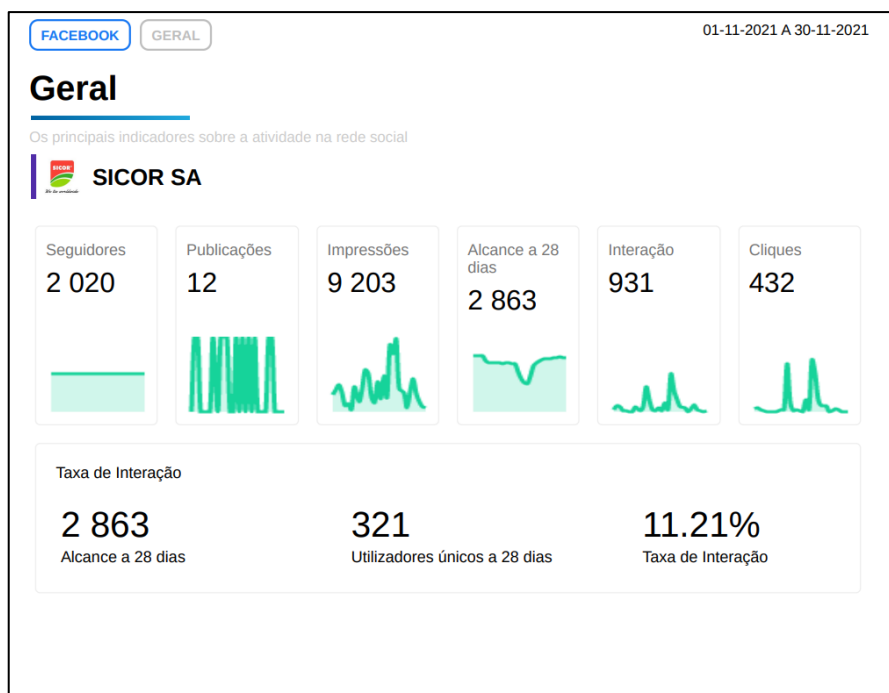 FACEBOOK GERAL 01-11-2021 A 30-11-2021
Geral
Os principais indicadores sobre a atividade na rede social
SICOR SA
SICOR
Seguidores
2 020
Publicações
12
Impressões
9 203
Alcance a 28
dias
2 863
Interação
931
Cliques
432
Taxa de Interação
2 863
Alcance a 28 dias
321
Utilizadores únicos a 28 dias
11.21%
Taxa de Interação